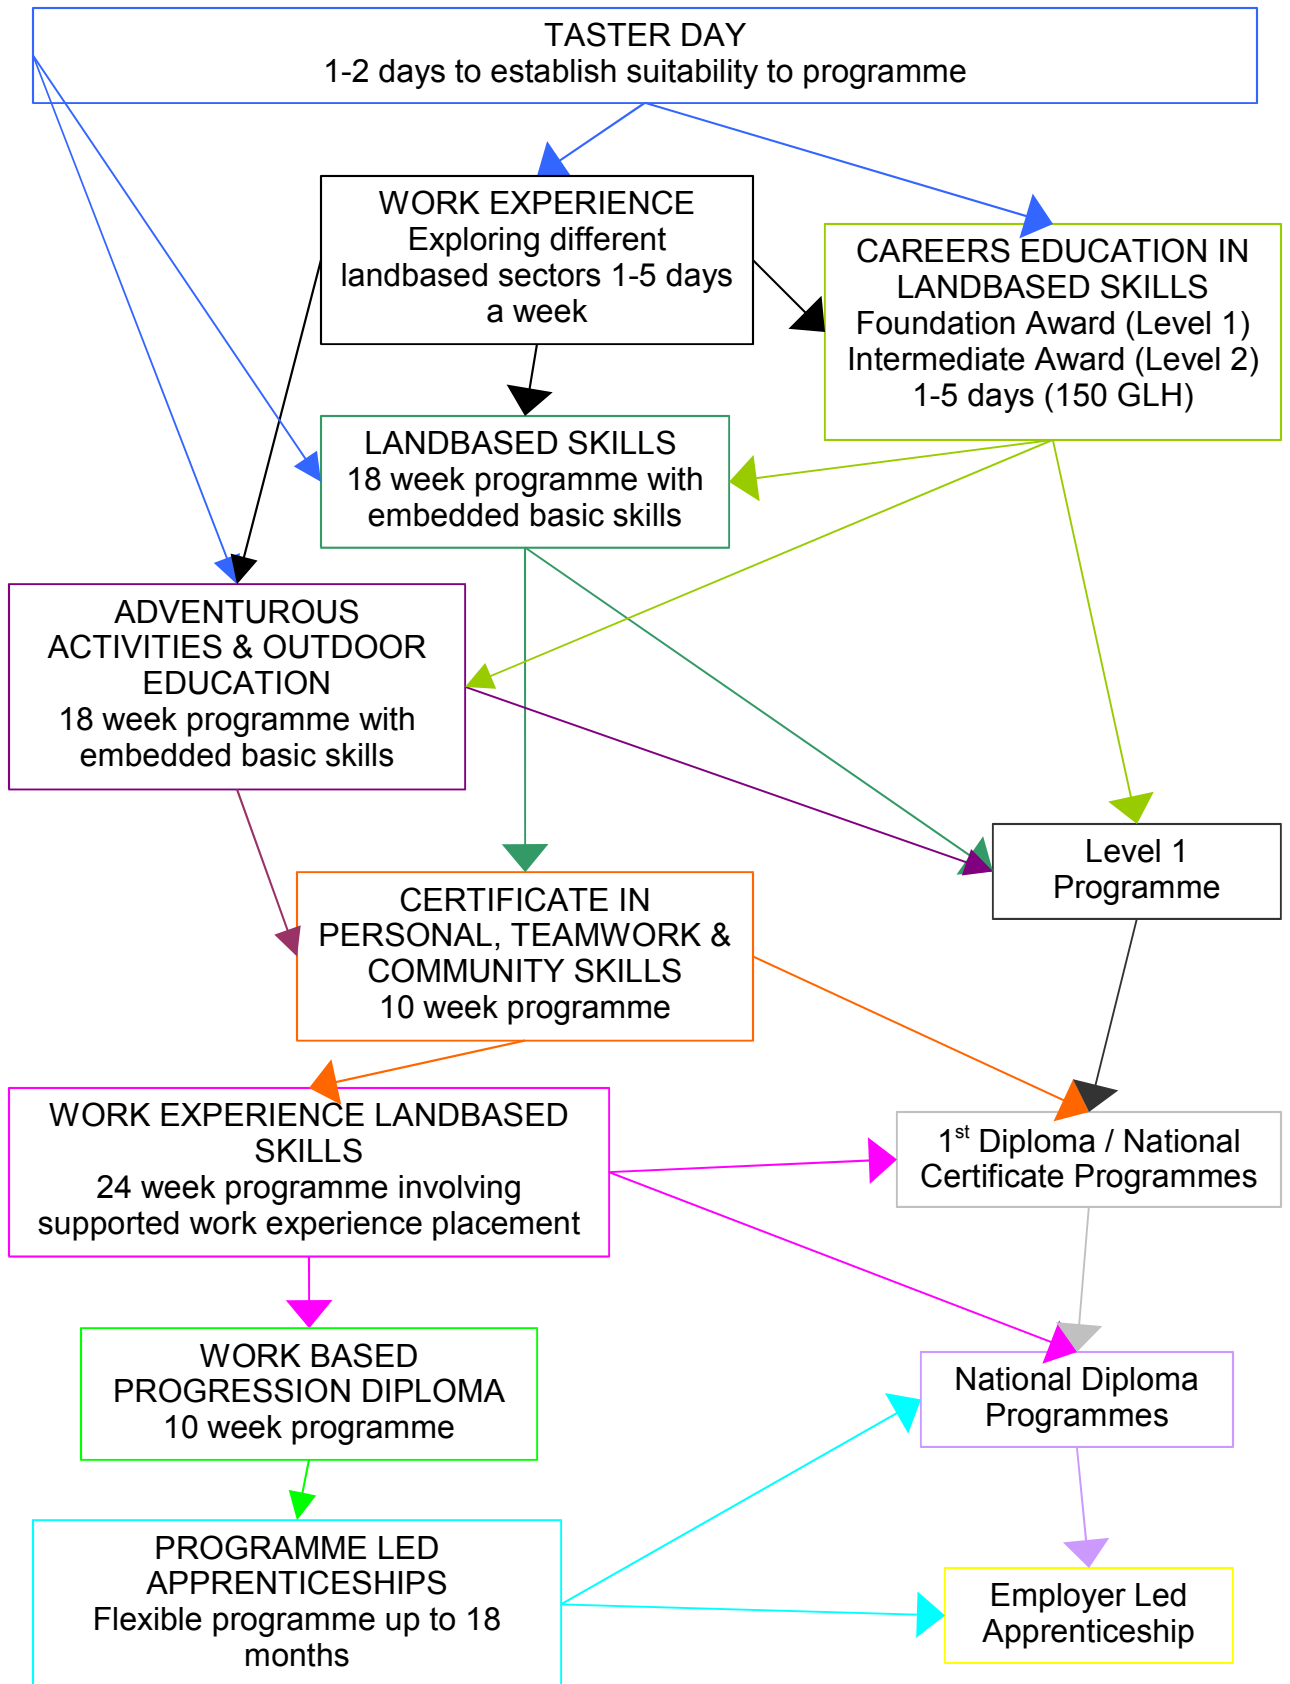 TASTER DAY
1-2 days to establish suitability to programme
WORK EXPERIENCE
Exploring different
landbased sectors 1-5 days
a week
CAREERS EDUCATION IN
LANDBASED SKILLS
Foundation Award (Level 1)
Intermediate Award (Level 2)
1-5 days (150 GLH)
LANDBASED SKILLS
18 week programme with
embedded basic skills
ADVENTUROUS
ACTIVITIES & OUTDOOR
EDUCATION
18 week programme with
embedded basic skills
Level 1
Programme
CERTIFICATE IN
PERSONAL, TEAMWORK &
COMMUNITY SKILLS
10 week programme
WORK EXPERIENCE LANDBASED
SKILLS
24 week programme involving
supported work experience placement
1st Diploma / National
Certificate Programmes
WORK BASED
PROGRESSION DIPLOMA
10 week programme
National Diploma
Programmes
PROGRAMME LED
APPRENTICESHIPS
Flexible programme up to 18
months
Employer Led
Apprenticeship